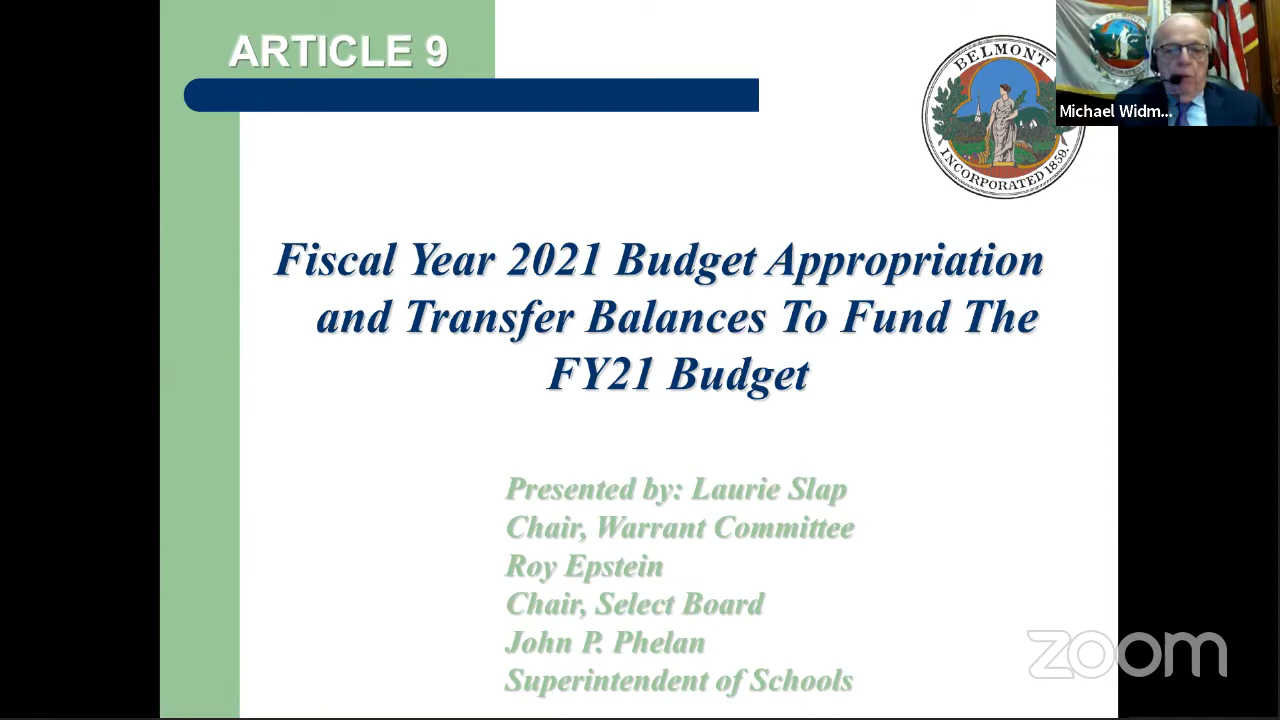 ARTICLE 9
BELMONT
INCORPORATED 1859.
Michael Widm...
Fiscal Year 2021 Budget Appropriation
and Transfer Balances To Fund The
FY21 Budget
Presented by: Laurie Slap
Chair, Warrant Committee
Roy Epstein
Chair, Select Board
John P. Phelan
Superintendent of Schools
zoom